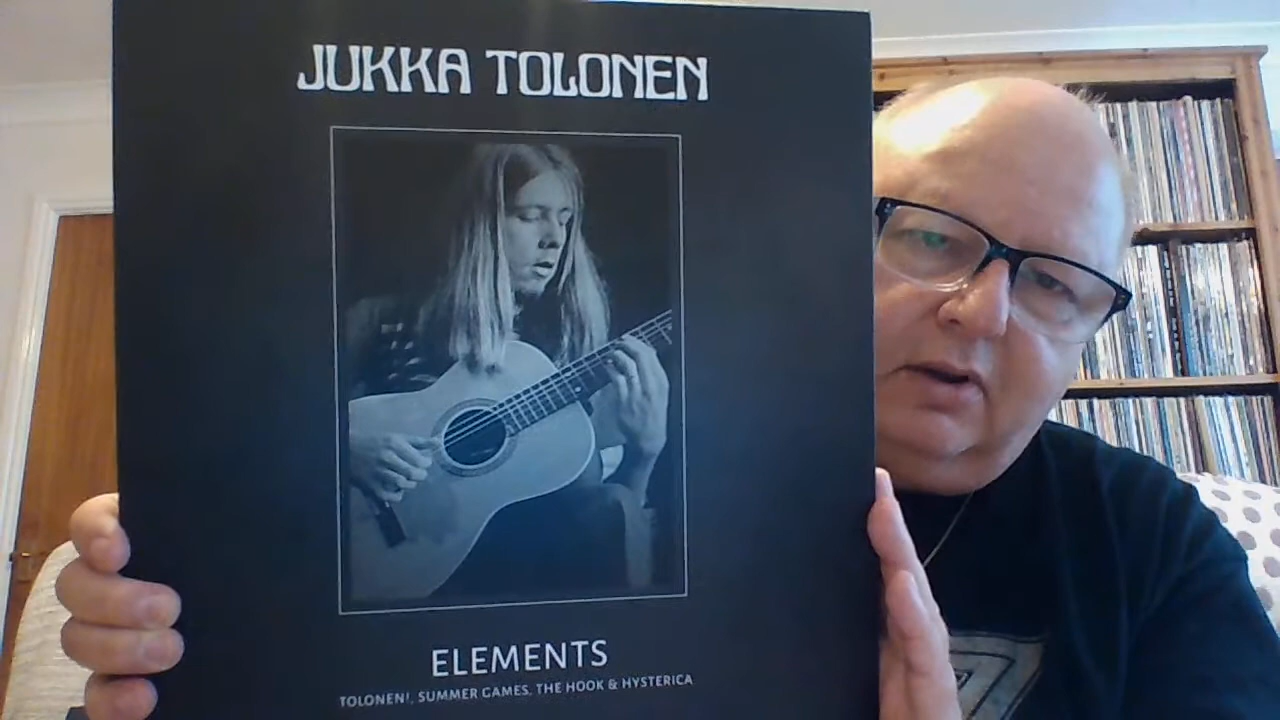 JUKKA TOLONEN
ELEMENTS
TOLONEN!, SUMMER GAMES, THE HOOK & HYSTERICA